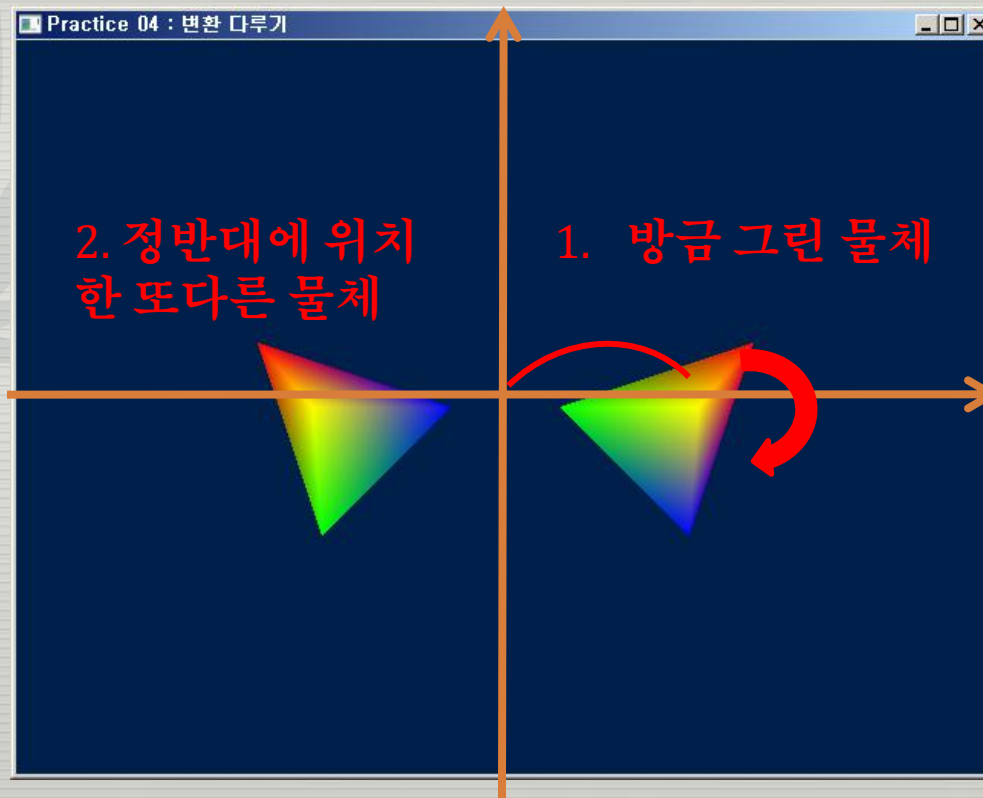 Practice 04 : 변환 다루기
2. 정반대에 위치
한 또다른 물체
1. 방금 그린 물체